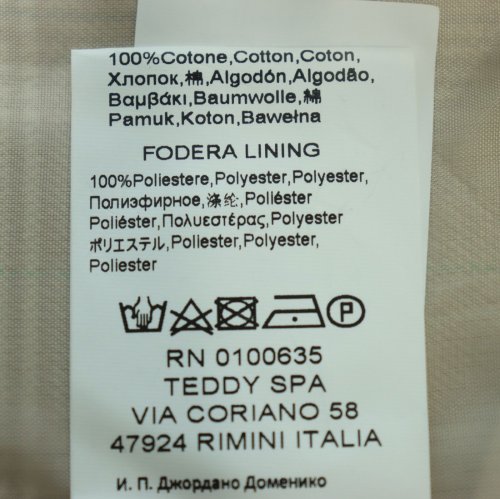 100%Cotone,Cotton,Coton,
Хлопок,棉,Algodón,Algodão,
Βαμβάκι,Baumwolle,綿
Pamuk,Koton,Bawełna
FODERA LINING
100%Poliestere,Polyester,Polyester,
Полиэфирное,涤纶,Poliéster
Poliéster,Πολυεστέρας,Polyester
ポリエステル,Poliester,Poliester,
Poliester
P
RN 0100635
TEDDY SPA
VIA CORIANO 58
47924 RIMINI ITALIA
И. П. Джордано Доменико